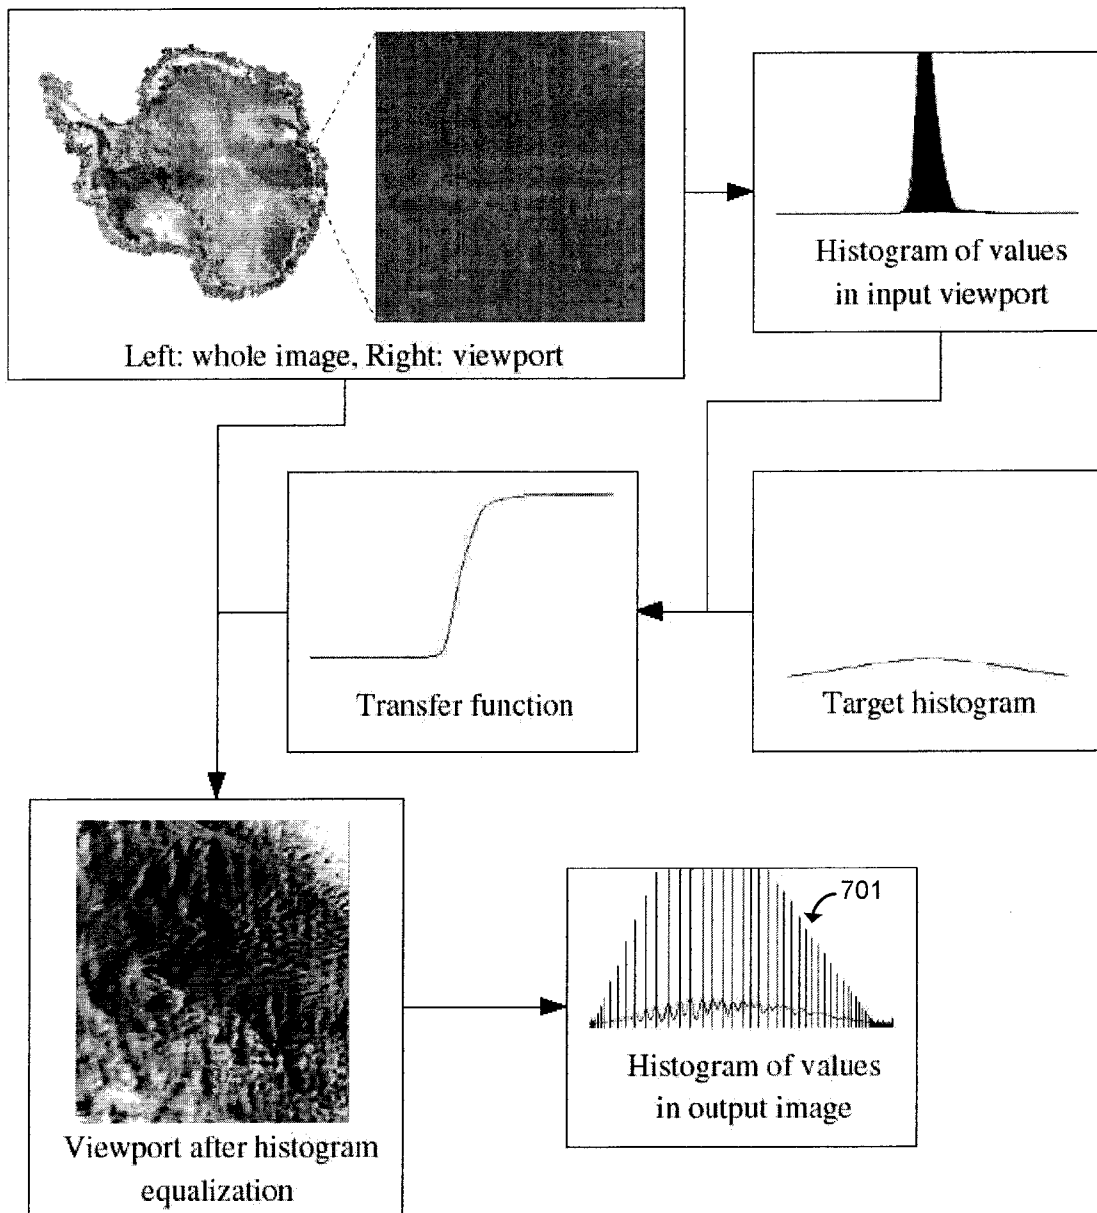 Left: whole image, Right: viewport
Histogram of values
in input viewport
Transfer function
Target histogram
701
Histogram of values
in output image
Viewport after histogram
equalization